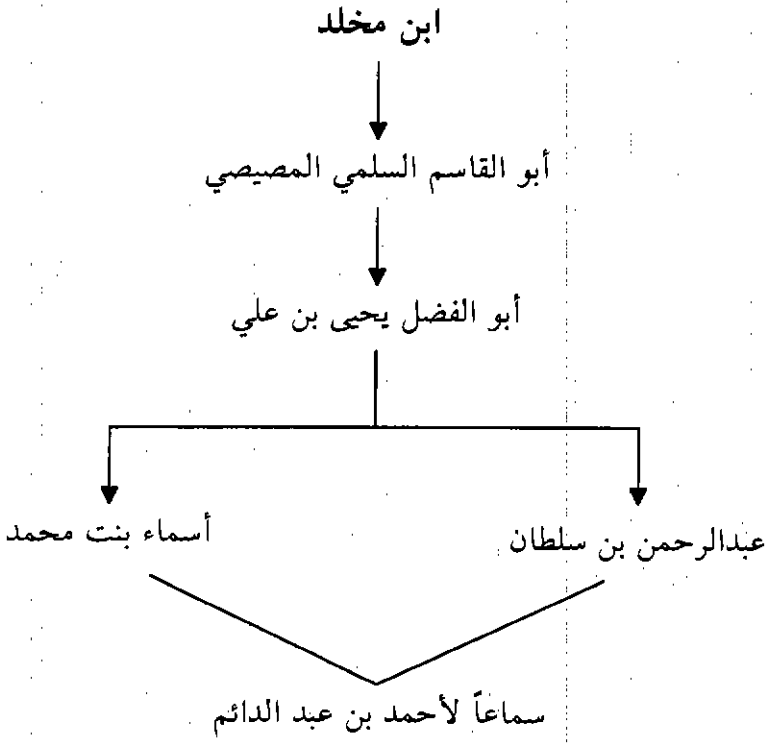 ابن مخلد
أبو القاسم السلمي المصيصي
أبو الفضل يحيى بن علي
عبدالرحمن بن سلطان
أسماء بنت محمد
سماعاً لأحمد بن عبد الدائم